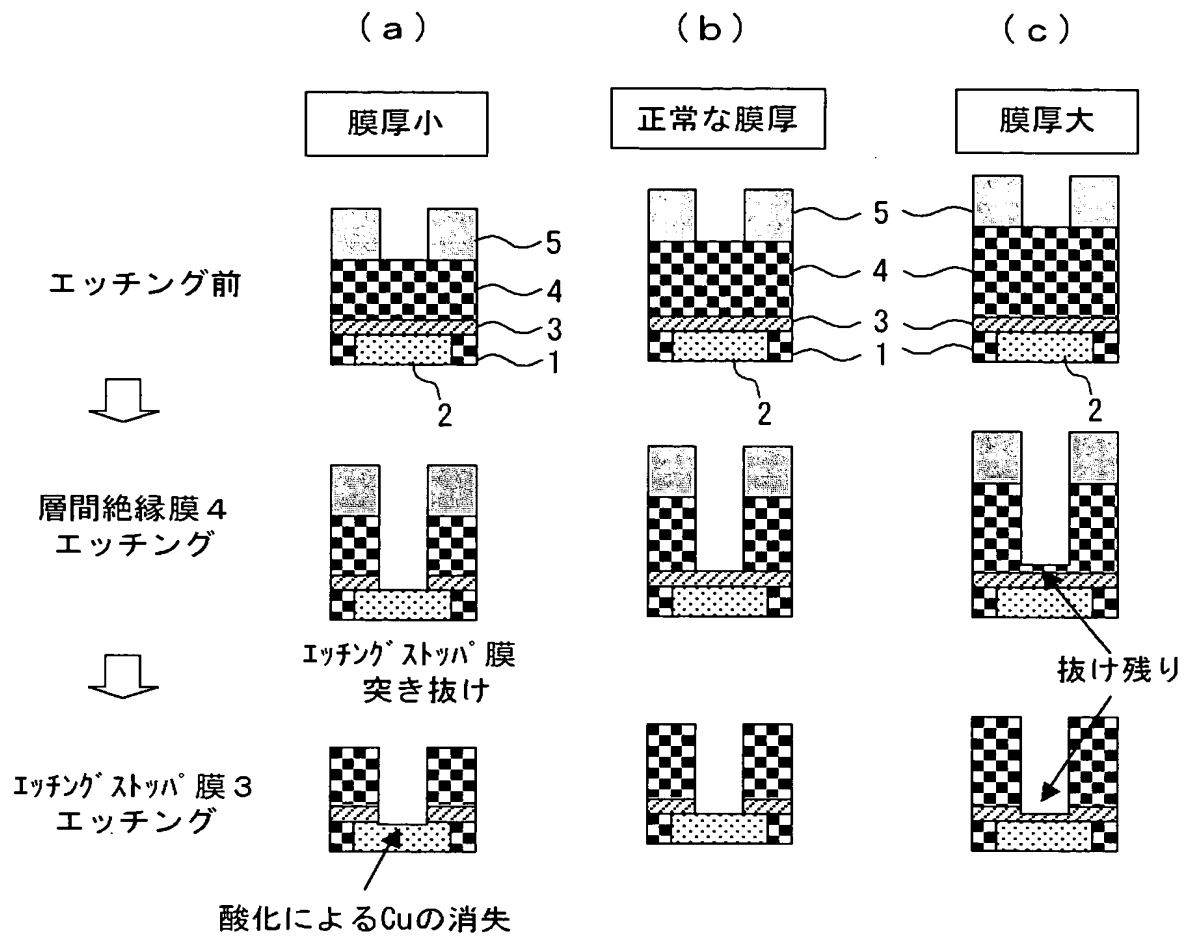 (a) (b) (c)
膜厚小 正常な膜厚 膜厚大
5 5
エッチング前 4 4
3 3
1 1
2 2 2
層間絶縁膜4
エッチング
エッチングストッパ膜
突き抜け
抜け残り
エッチングストッパ膜3
エッチング
酸化によるCuの消失